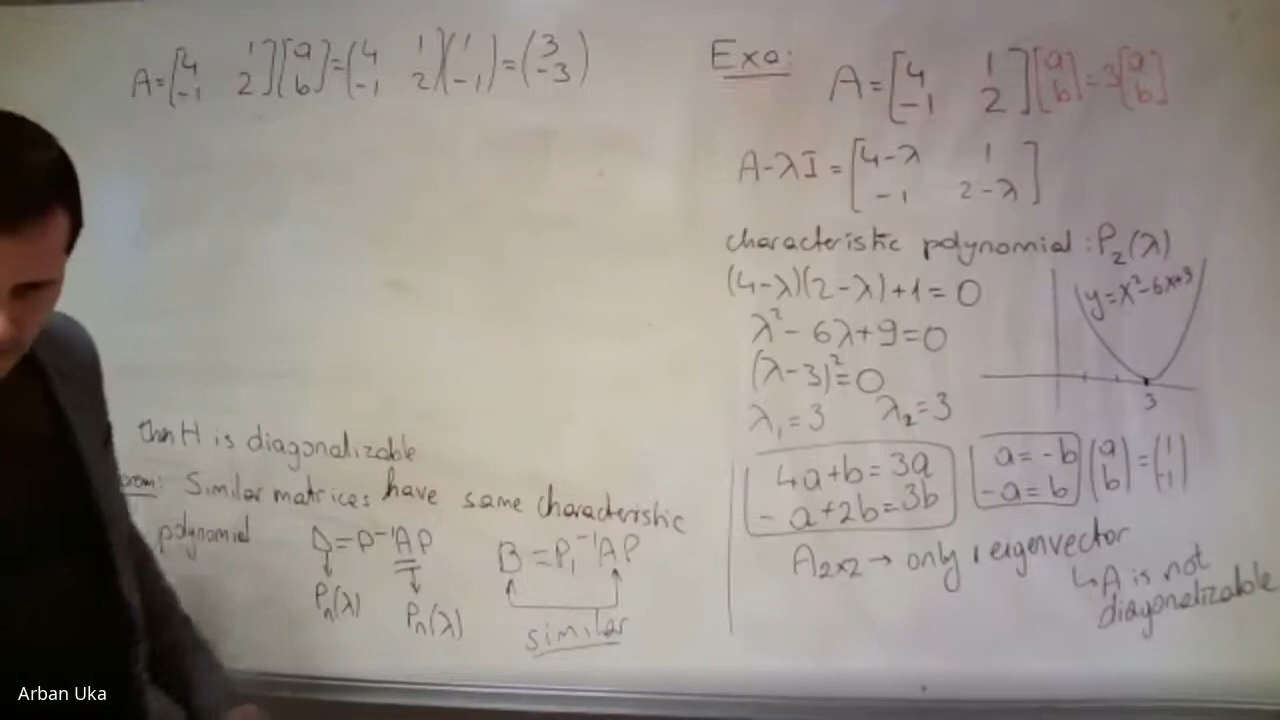 A = [4 1 -1 2] [a b] = (4 1 -1 2) (1 -1) = (3 -3)
then A is diagonalizable
Similar matrices have same characteristic
polynomial
D = P⁻¹AP
Pₙ(λ) Pₙ(λ)
B = P₁⁻¹AP
similar
Exa:
A = [4 1 -1 2] [a b] = 3 [a b]
A-λI = [4-λ 1 -1 2-λ]
characteristic polynomial : P₂(λ)
(4-λ)(2-λ)+1=0
λ²-6λ+9=0
(λ-3)²=0
λ₁=3 λ₂=3
y=x²-6x+9
3
4a+b=3a
-a+2b=3b
a=-b
-a=b
(a b) = (1 -1)
A₂ₓ₂ → only 1 eigenvector
↳ A is not
diagonalizable
Arban Uka